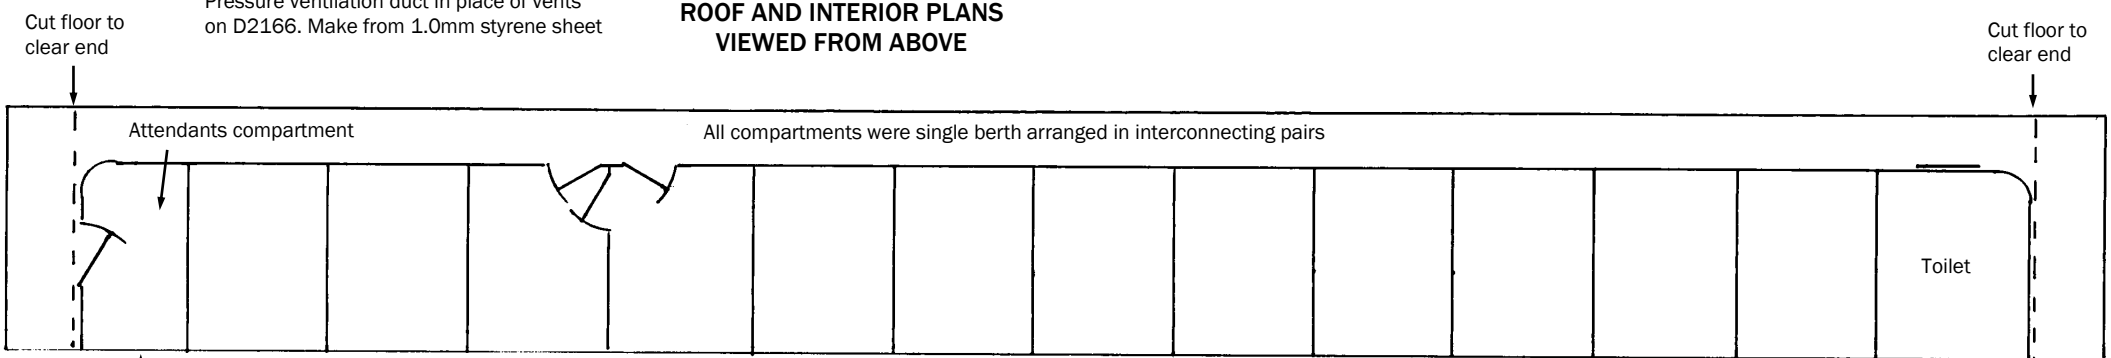 Pressure ventilation duct in place of vents
on D2166. Make from 1.0mm styrene sheet
ROOF AND INTERIOR PLANS
VIEWED FROM ABOVE
Cut floor to
clear end
Cut floor to
clear end
Attendants compartment
All compartments were single berth arranged in interconnecting pairs
Toilet